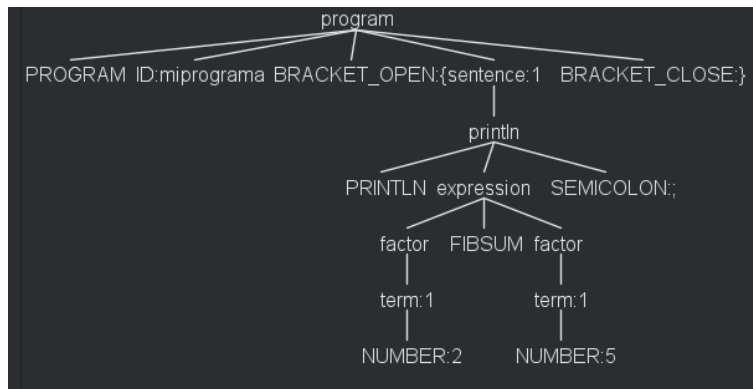 program
PROGRAM ID:miprograma BRACKET_OPEN:{sentence:1 BRACKET_CLOSE:}
println
PRINTLN expression SEMICOLON:;
factor FIBSUM factor
term:1 term:1
NUMBER:2 NUMBER:5